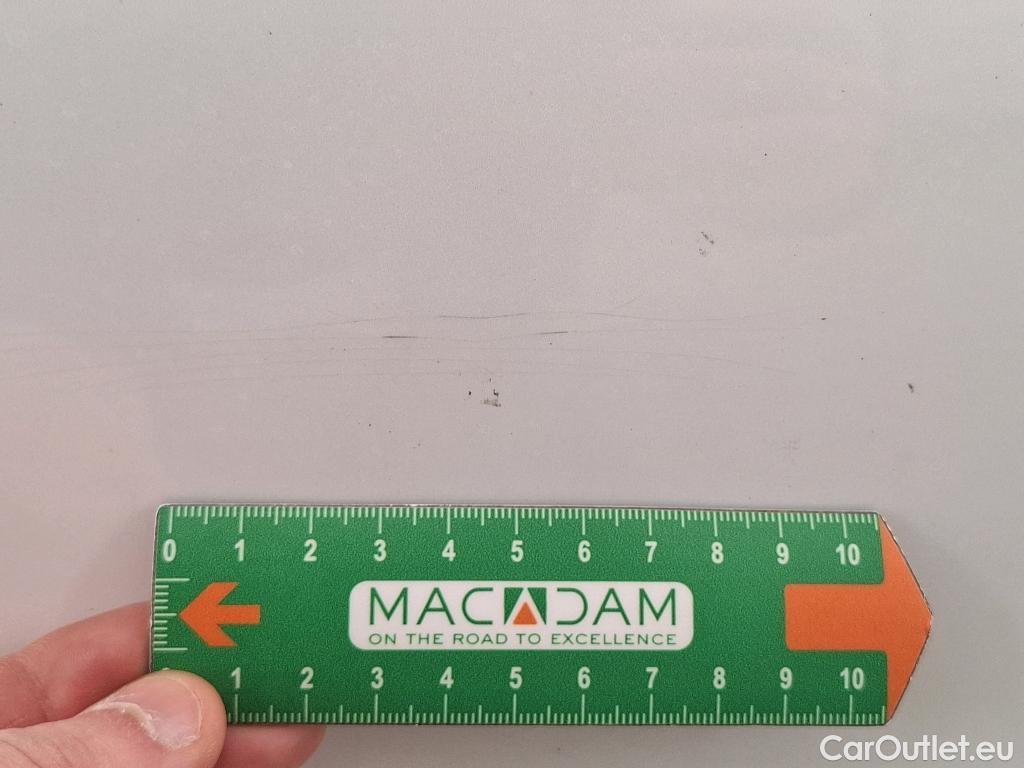 0 1 2 3 4 5 6 7 8 9 10
MACADAM
ON THE ROAD TO EXCELLENCE
1 2 3 4 5 6 7 8 9 10
CarOutlet.eu